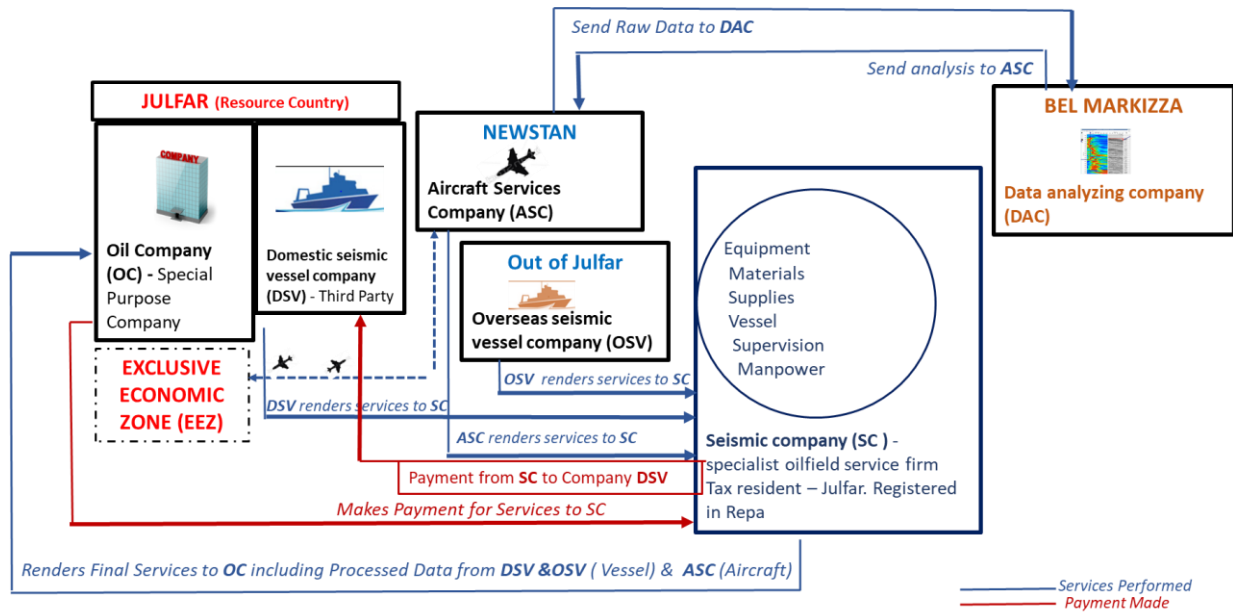 Send Raw Data to DAC
Send analysis to ASC
JULFAR (Resource Country)
COMPANY
Oil Company
(OC) - Special
Purpose
Company
Domestic seismic
vessel company
(DSV) - Third Party
NEWSTAN
Aircraft Services
Company (ASC)
BEL MARKIZZA
Data analyzing company
(DAC)
Out of Julfar
Overseas seismic
vessel company (OSV)
Equipment
Materials
Supplies
Vessel
Supervision
Manpower
EXCLUSIVE
ECONOMIC
ZONE (EEZ)
OSV renders services to SC
DSV renders services to SC
ASC renders services to SC
Seismic company (SC ) -
specialist oilfield service firm
Tax resident – Julfar. Registered
in Repa
Payment from SC to Company DSV
Makes Payment for Services to SC
Renders Final Services to OC including Processed Data from DSV &OSV ( Vessel) & ASC (Aircraft)
Services Performed
Payment Made